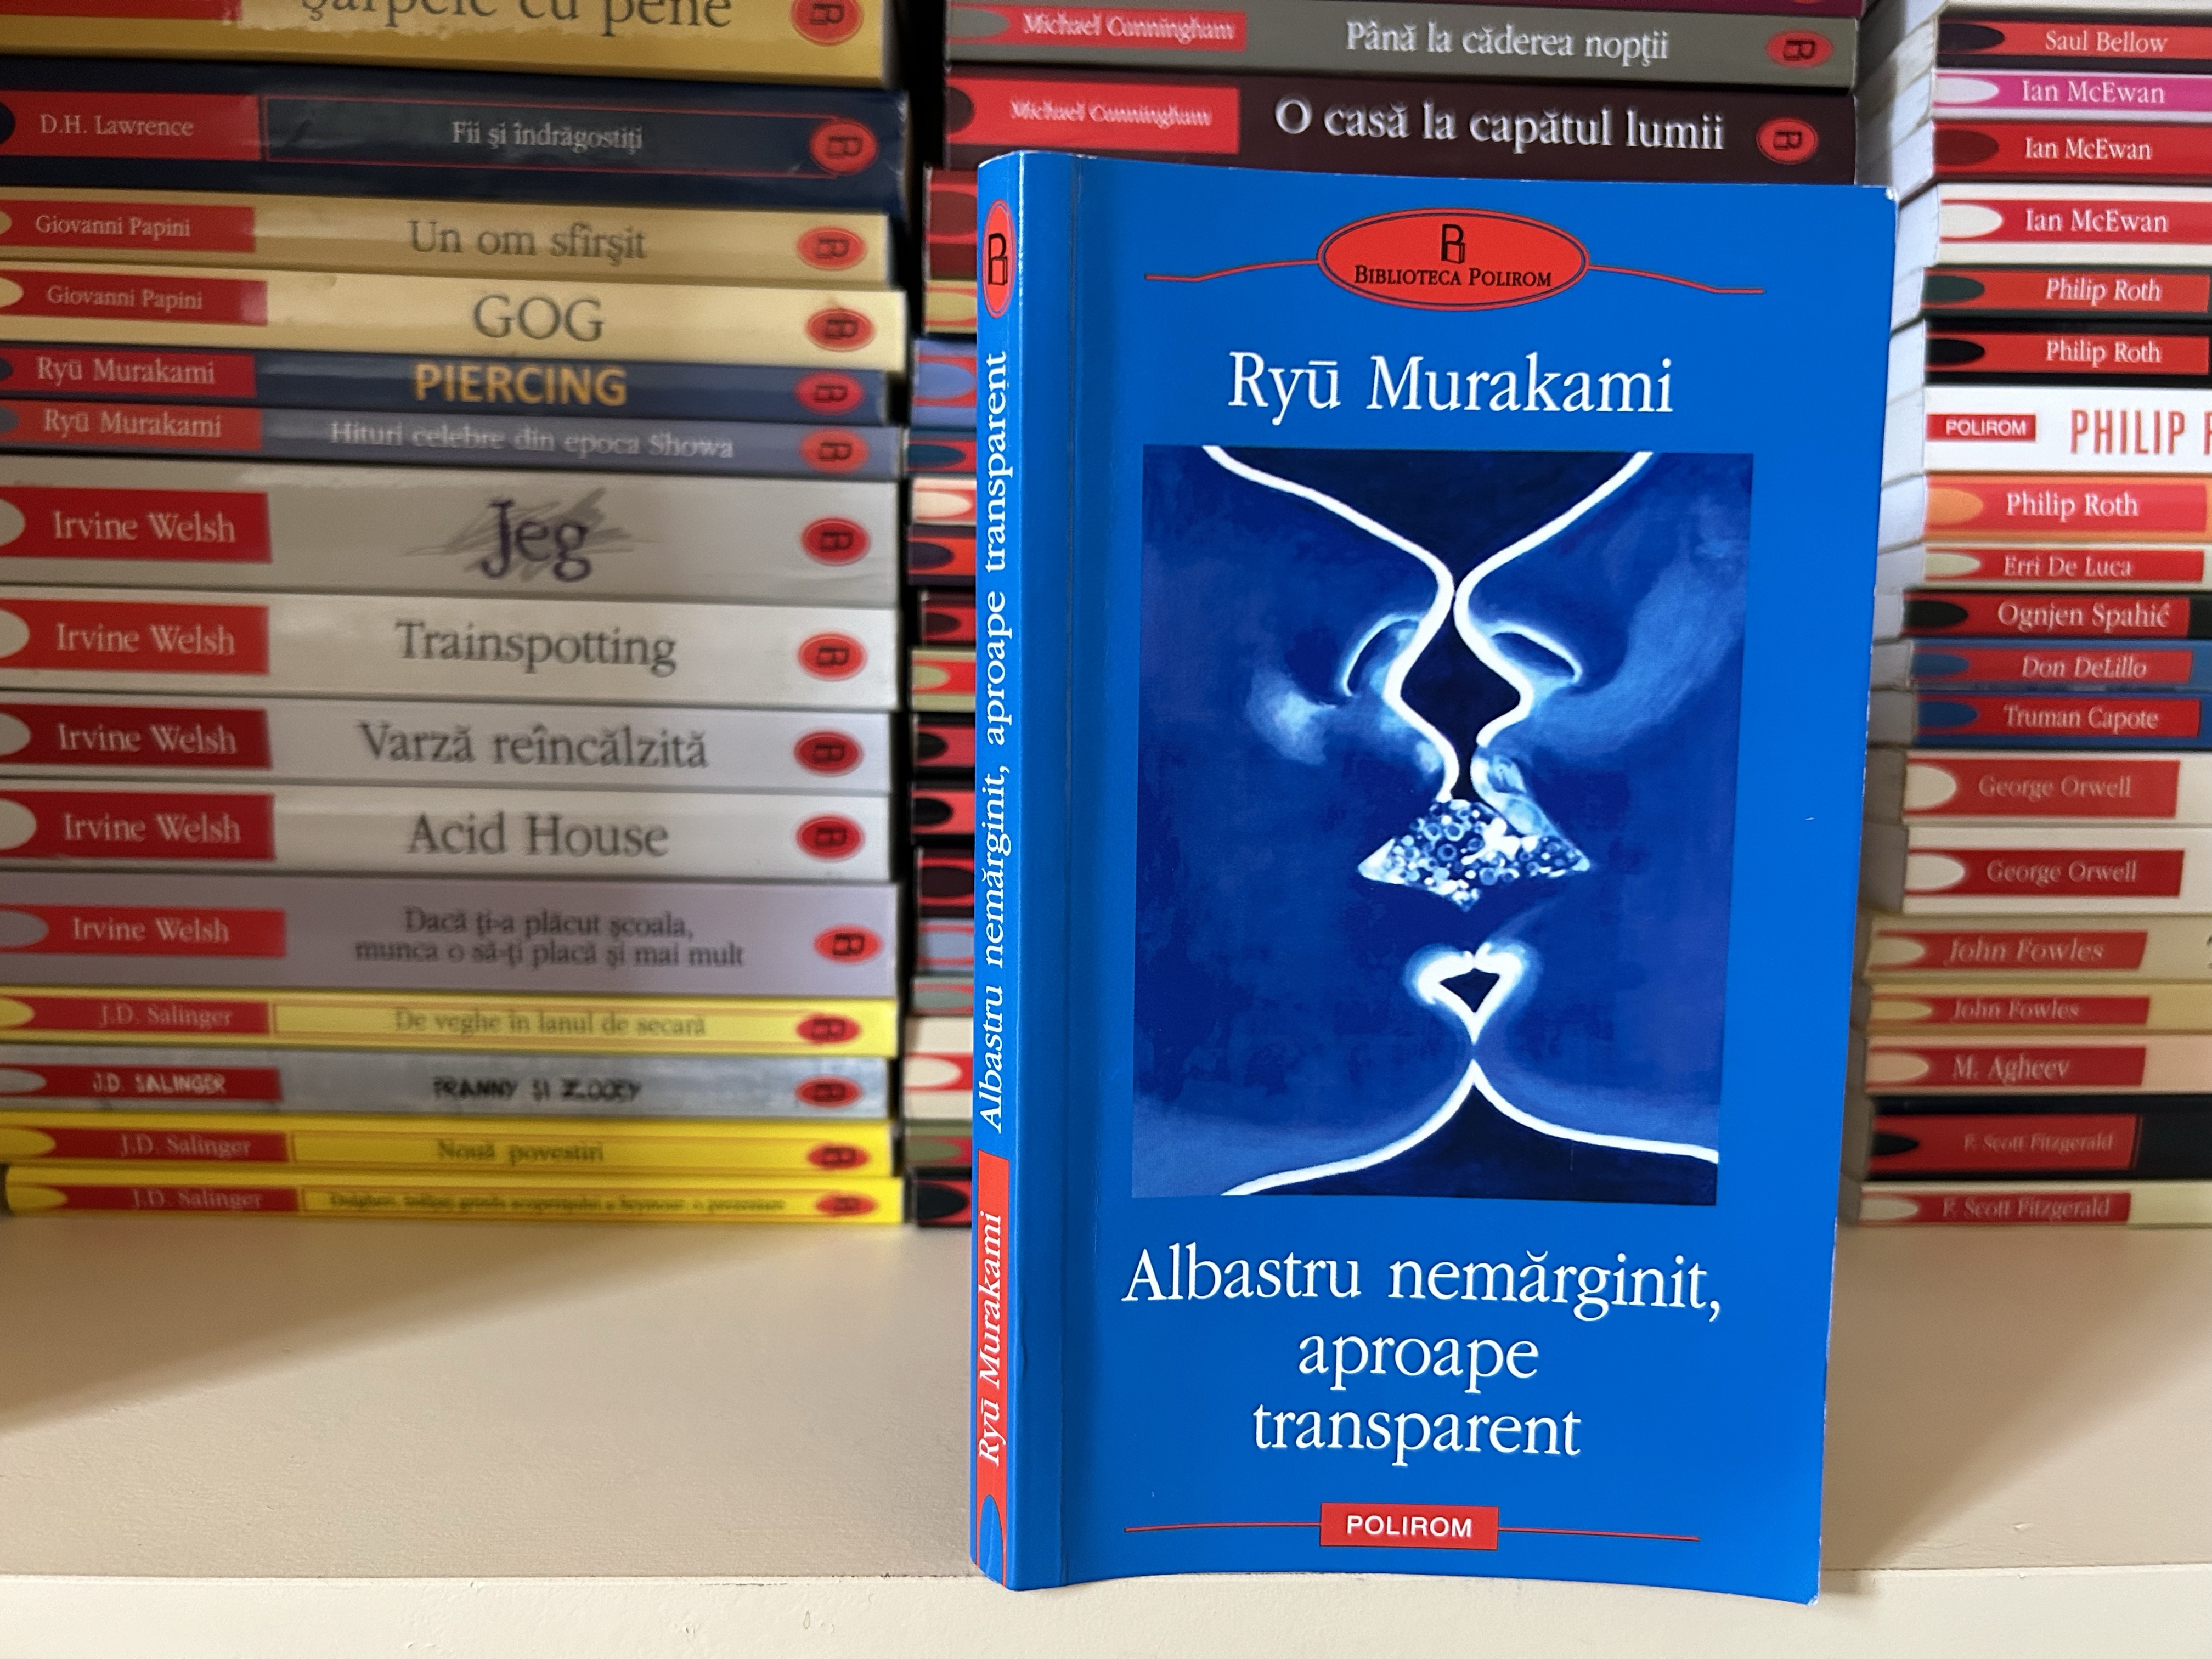 Şarpele cu pene
D.H. Lawrence Fii şi îndrăgostiţi
Giovanni Papini Un om sfîrşit
Giovanni Papini GOG
Ryū Murakami PIERCING
Ryū Murakami Hituri celebre din epoca Showa
Irvine Welsh Jeg
Irvine Welsh Trainspotting
Irvine Welsh Varză reîncălzită
Irvine Welsh Acid House
Irvine Welsh Dacă ţi-a plăcut şcoala,
munca o să-ţi placă şi mai mult
J.D. Salinger De veghe în lanul de secară
J.D. SALINGER FRANNY ŞI ZOOEY
J.D. Salinger Nouă povestiri
J.D. Salinger
Michael Cunningham Până la căderea nopţii
Michael Cunningham O casă la capătul lumii
Albastru nemărginit, aproape transparent
Ryū Murakami
BIBLIOTECA POLIROM
Ryū Murakami
Albastru nemărginit,
aproape
transparent
POLIROM
Saul Bellow
Ian McEwan
Ian McEwan
Ian McEwan
Philip Roth
Philip Roth
POLIROM PHILIP
Philip Roth
Erri De Luca
Ognjen Spahić
Don DeLillo
Truman Capote
George Orwell
George Orwell
John Fowles
John Fowles
M. Agheev
F. Scott Fitzgerald
F. Scott Fitzgerald